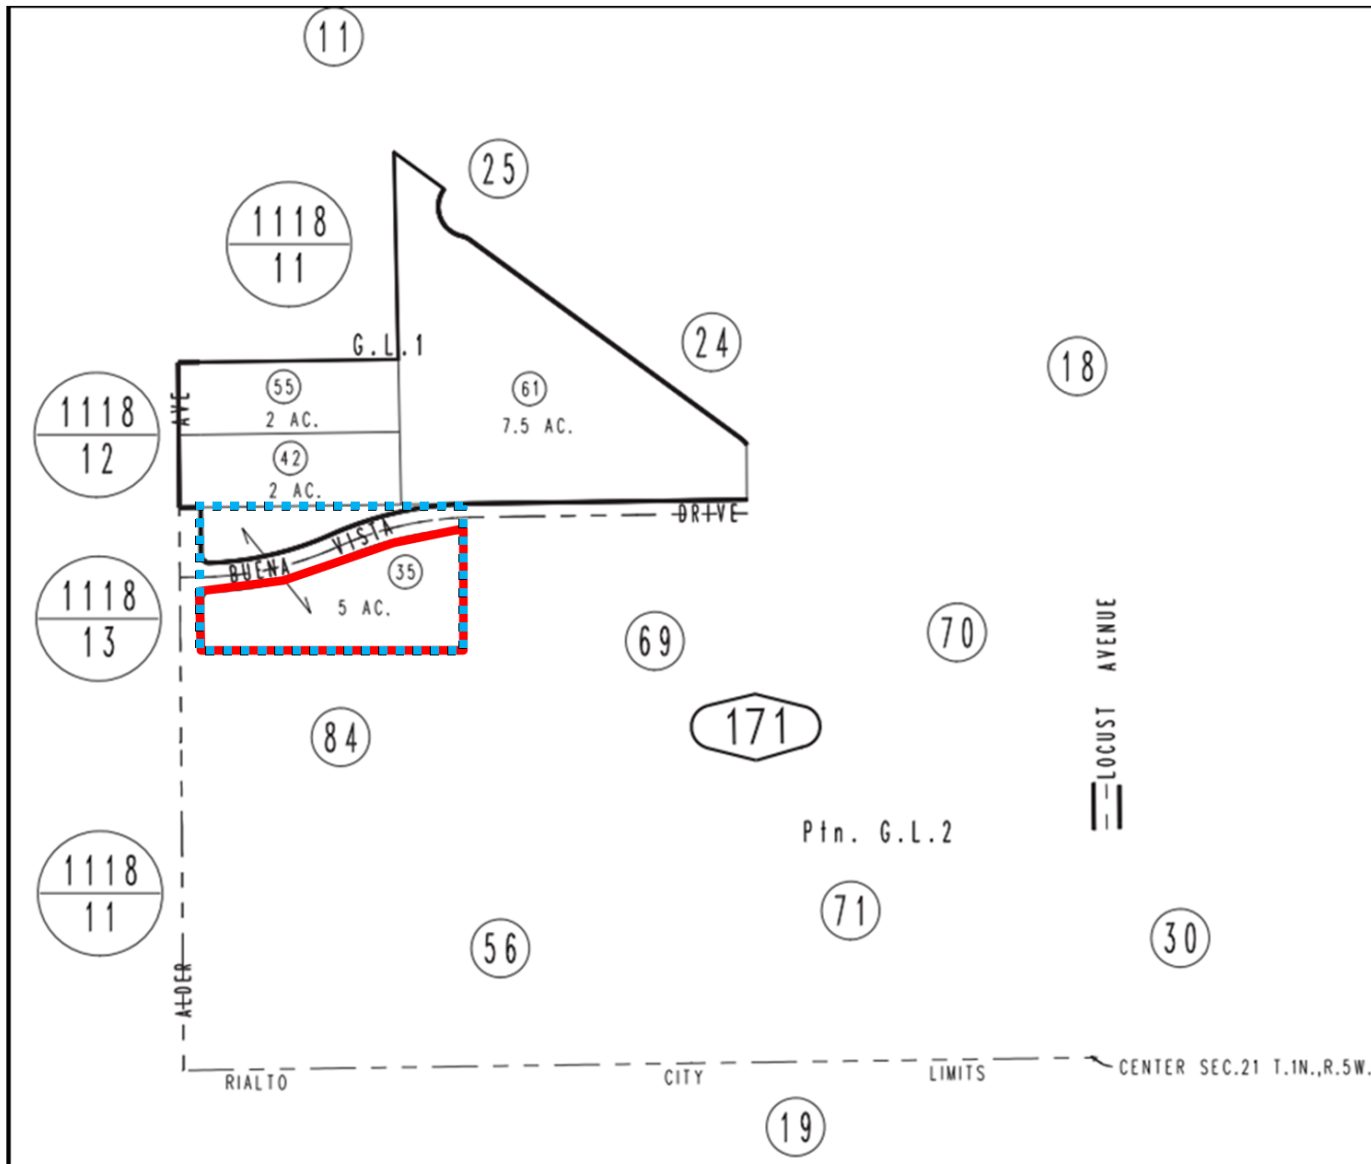 11
25
1118
11
24
G.L.1
18
55
2 AC.
61
7.5 AC.
1118
12
AVE
42
2 AC.
DRIVE
VISTA
BUENA
35
5 AC.
1118
13
69
70
LOCUST AVENUE
84
171
Ptn. G.L.2
1118
11
71
56
30
ALDER
RIALTO CITY LIMITS
CENTER SEC.21 T.1N.,R.5W.
19